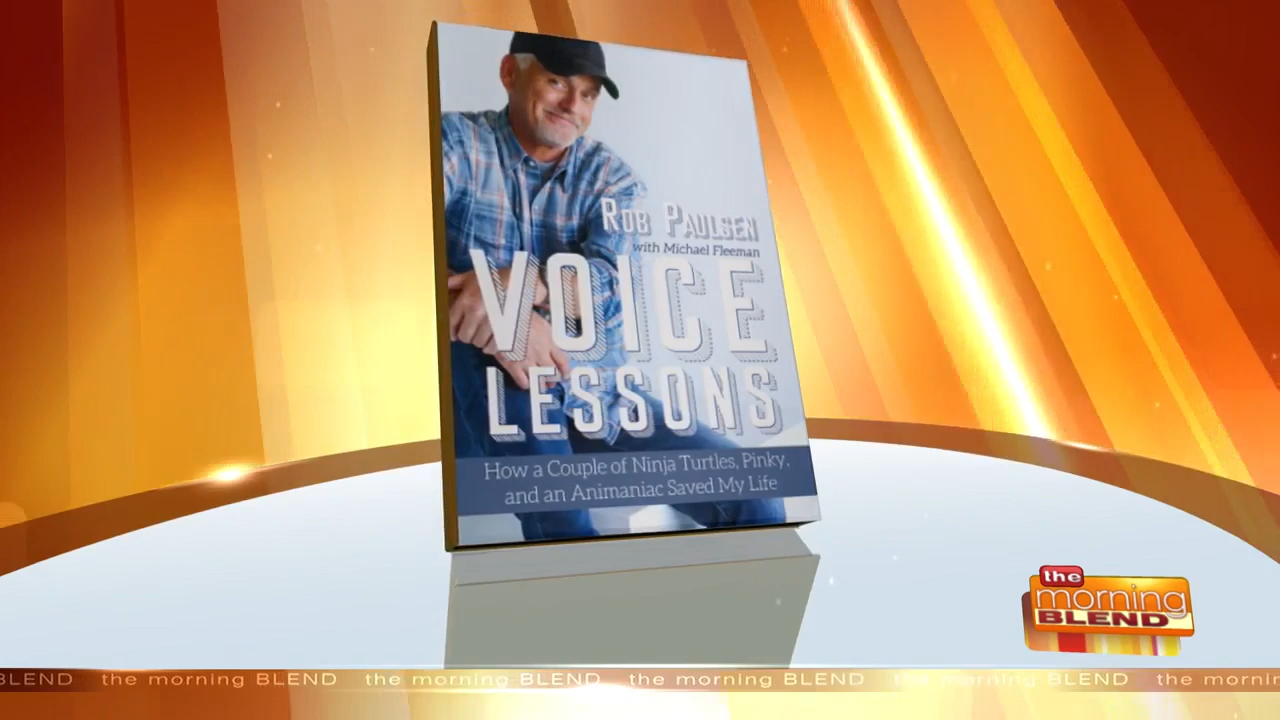 Rob Paulsen
with Michael Fleeman
VOICE
LESSONS
How a Couple of Ninja Turtles, Pinky,
and an Animaniac Saved My Life
the
morning
BLEND
BLEND the morning BLEND the morning BLEND the morning BLEND the morning BLEND the mornin